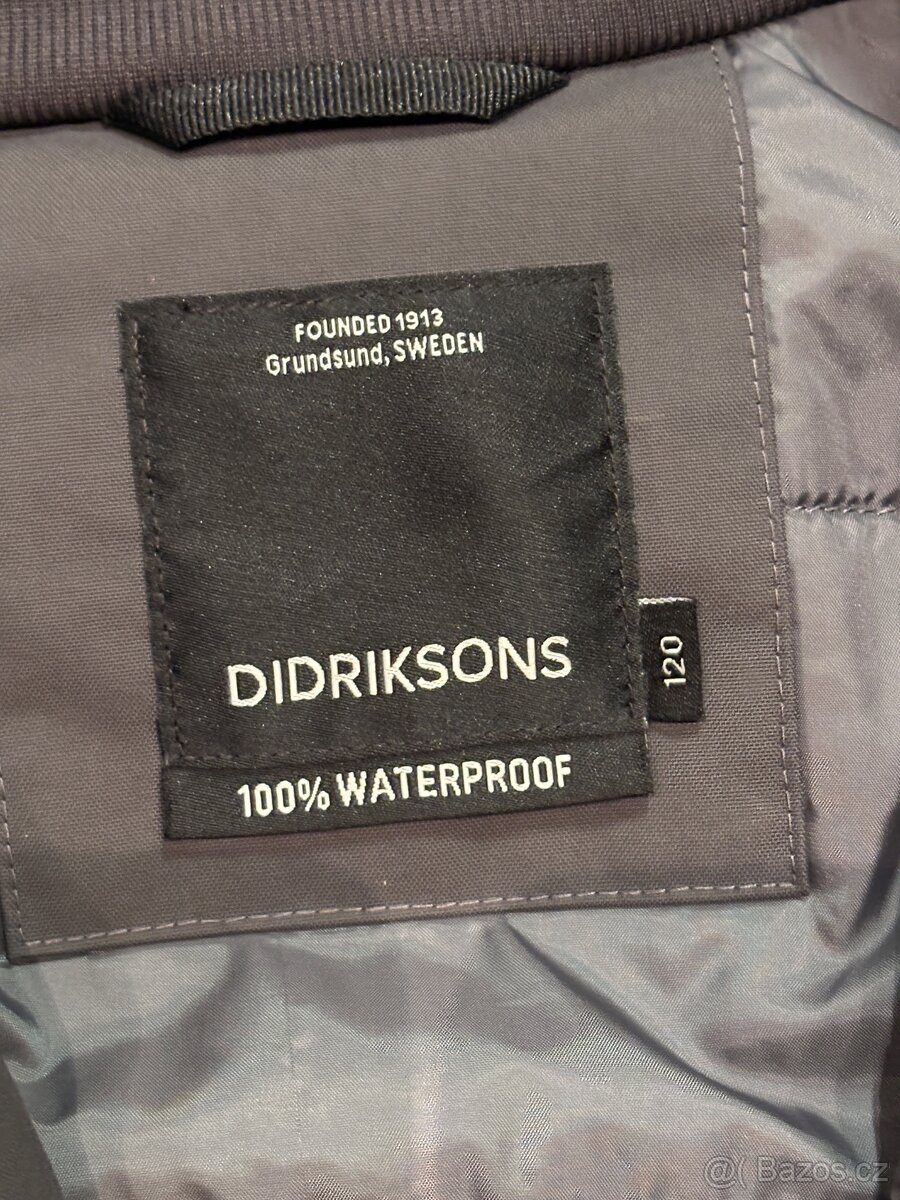 FOUNDED 1913
Grundsund, SWEDEN
DIDRIKSONS
120
100% WATERPROOF
@( Bazos.cz